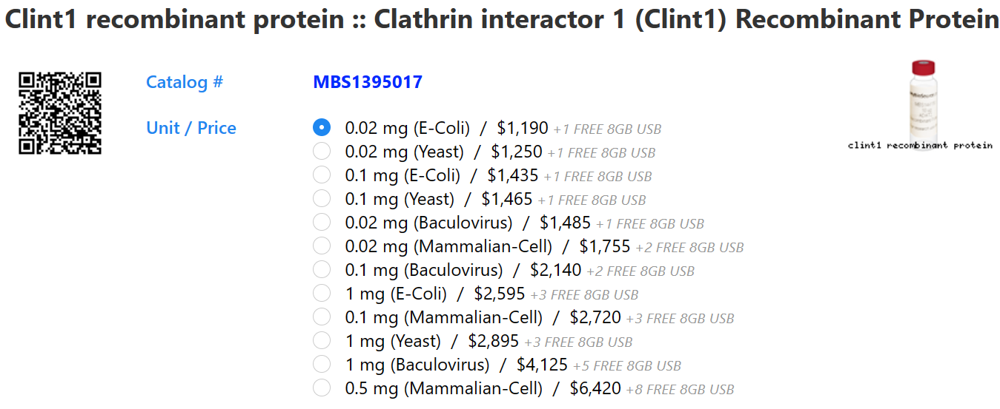 Clint1 recombinant protein :: Clathrin interactor 1 (Clint1) Recombinant Protein
Catalog # MBS1395017
Unit / Price
0.02 mg (E-Coli) / $1,190 +1 FREE 8GB USB
0.02 mg (Yeast) / $1,250 +1 FREE 8GB USB
0.1 mg (E-Coli) / $1,435 +1 FREE 8GB USB
0.1 mg (Yeast) / $1,465 +1 FREE 8GB USB
0.02 mg (Baculovirus) / $1,485 +1 FREE 8GB USB
0.02 mg (Mammalian-Cell) / $1,755 +2 FREE 8GB USB
0.1 mg (Baculovirus) / $2,140 +2 FREE 8GB USB
1 mg (E-Coli) / $2,595 +3 FREE 8GB USB
0.1 mg (Mammalian-Cell) / $2,720 +3 FREE 8GB USB
1 mg (Yeast) / $2,895 +3 FREE 8GB USB
1 mg (Baculovirus) / $4,125 +5 FREE 8GB USB
0.5 mg (Mammalian-Cell) / $6,420 +8 FREE 8GB USB
clint1 recombinant protein